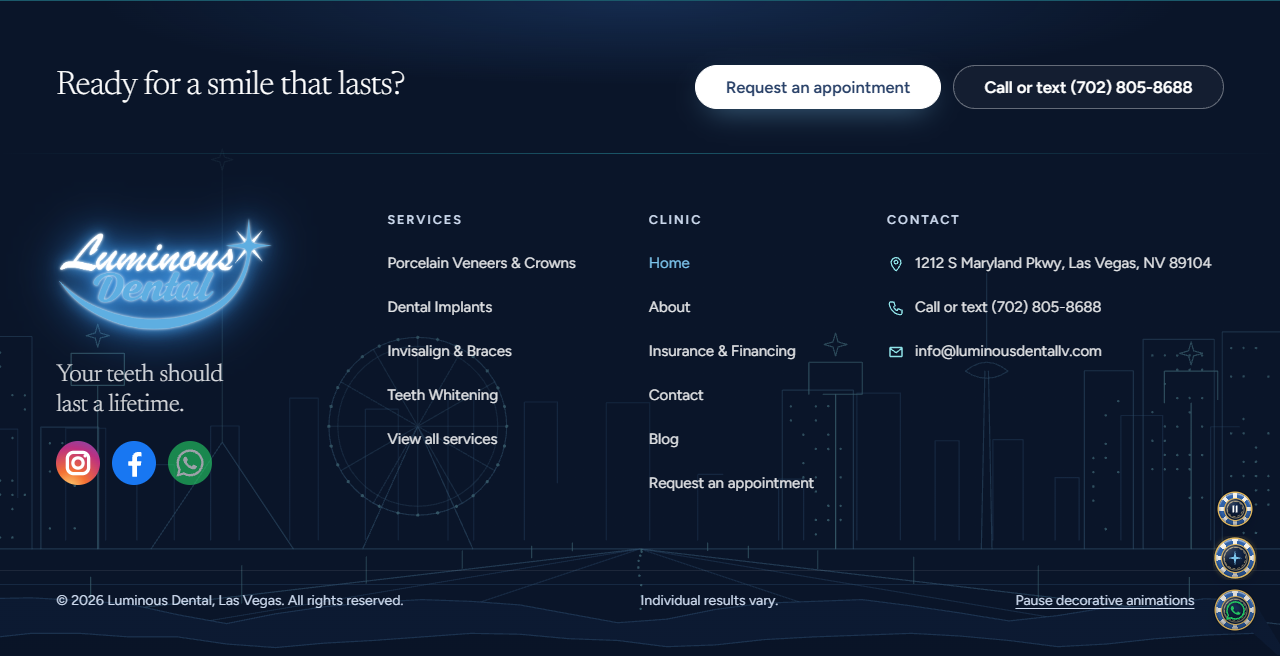 Ready for a smile that lasts?
Request an appointment
Call or text (702) 805-8688
Luminous
Dental
Your teeth should
last a lifetime.
SERVICES
Porcelain Veneers & Crowns
Dental Implants
Invisalign & Braces
Teeth Whitening
View all services
CLINIC
Home
About
Insurance & Financing
Contact
Blog
Request an appointment
CONTACT
1212 S Maryland Pkwy, Las Vegas, NV 89104
Call or text (702) 805-8688
info@luminousdentallv.com
© 2026 Luminous Dental, Las Vegas. All rights reserved.
Individual results vary.
Pause decorative animations